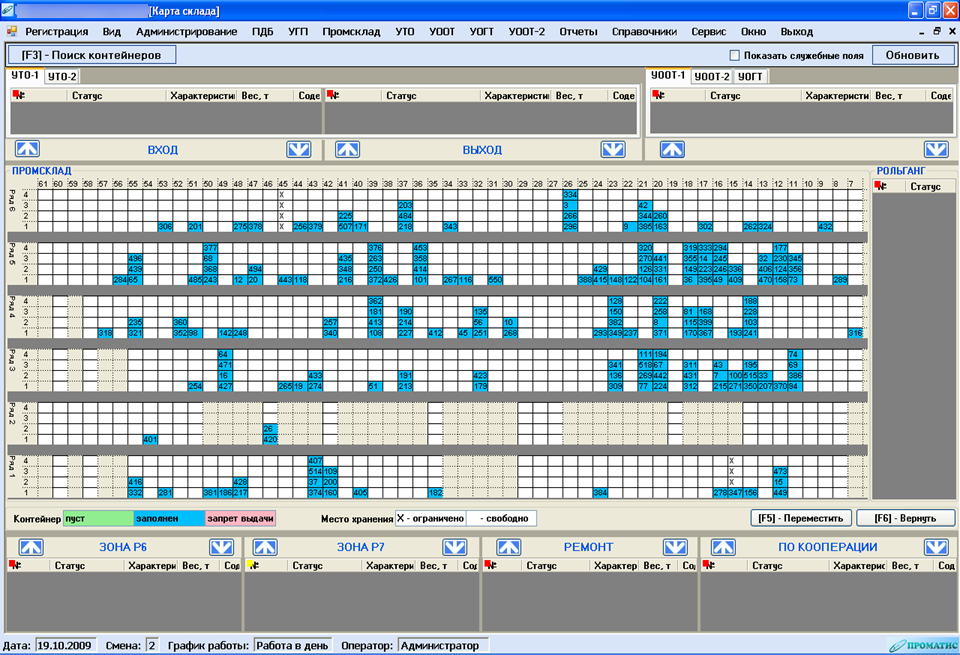 [Карта склада]
Регистрация Вид Администрирование ПДБ УГП Промсклад УТО УООТ УОГТ УООТ-2 Отчеты Справочники Сервис Окно Выход
[F3] - Поиск контейнеров Показать служебные поля Обновить
УТО-1 УТО-2 УООТ-1 УООТ-2 УОГТ
№ Статус Характеристи Вес, т Соде № Статус Характеристи Вес, т Соде № Статус Характеристи Вес, т Соде
ВХОД ВЫХОД
ПРОМСКЛАД РОЛЬГАНГ
61 60 59 58 57 56 55 54 53 52 51 50 49 48 47 46 45 44 43 42 41 40 39 38 37 36 35 34 33 32 31 30 29 28 27 26 25 24 23 22 21 20 19 18 17 16 15 14 13 12 11 10 9 8 7
№ Статус
Ряд 6
4 334
3 X 203 3 42
2 X 225 484 266 344 260
1 306 201 275 378 X 256 379 507 171 218 343 296 9 385 163 302 262 324 432
Ряд 5
4 377 376 453 320 319 333 294 177
3 496 68 435 263 358 270 441 355 14 245 32 230 345
2 439 368 494 348 250 414 429 126 331 149 223 246 336 406 124 356
1 284 65 485 243 12 20 443 118 216 372 426 101 267 116 550 388 415 148 122 104 161 36 395 49 409 470 158 73 289
Ряд 4
4 362 128 222 188
3 181 190 135 150 258 81 168 228
2 235 360 257 413 214 56 10 382 8 115 399 103
1 318 321 352 98 142 248 340 108 227 412 45 251 268 293 349 237 371 170 367 193 241 316
Ряд 3
4 64 111 194 74
3 471 341 518 67 311 43 195 69
2 16 433 191 423 136 269 442 431 7 100 515 33 386
1 254 427 265 19 274 51 213 179 309 77 224 312 215 271 350 207 370 94
Ряд 2
4
3
2 26
1 401 420
Ряд 1
4 407 X
3 514 109 X 473
2 416 428 37 200 X 15
1 332 281 381 186 217 374 160 405 182 384 278 347 156 449
Контейнер пуст заполнен запрет выдачи Место хранения X - ограничено - свободно [F5] - Переместить [F6] - Вернуть
ЗОНА Р6 ЗОНА Р7 РЕМОНТ ПО КООПЕРАЦИИ
№ Статус Характери Вес, т Сод № Статус Характери Вес, т Сод № Статус Характер Вес, т Со № Статус Характерис Вес, т Сод
Дата: 19.10.2009 Смена: 2 График работы: Работа в день Оператор: Администратор ПРОМАТИС